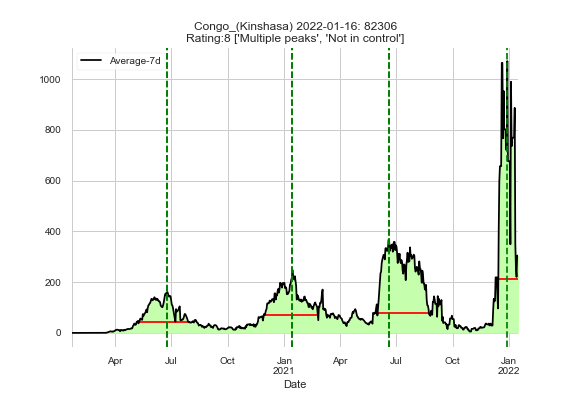 Congo_(Kinshasa) 2022-01-16: 82306
Rating:8 ['Multiple peaks', 'Not in control']
Average-7d
1000
800
600
400
200
0
Apr Jul Oct Jan Apr Jul Oct Jan
2021 2022
Date